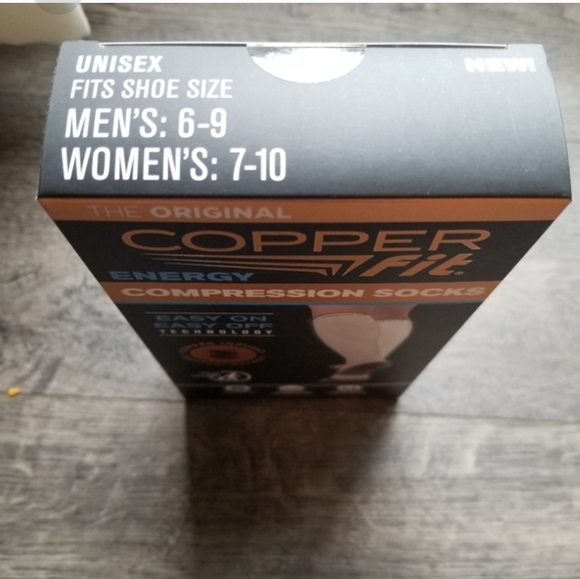 UNISEX
NEW!
FITS SHOE SIZE
MEN'S: 6-9
WOMEN'S: 7-10
THE ORIGINAL
COPPER
fit
ENERGY
COMPRESSION SOCKS
EASY ON
EASY OFF
TECHNOLOGY